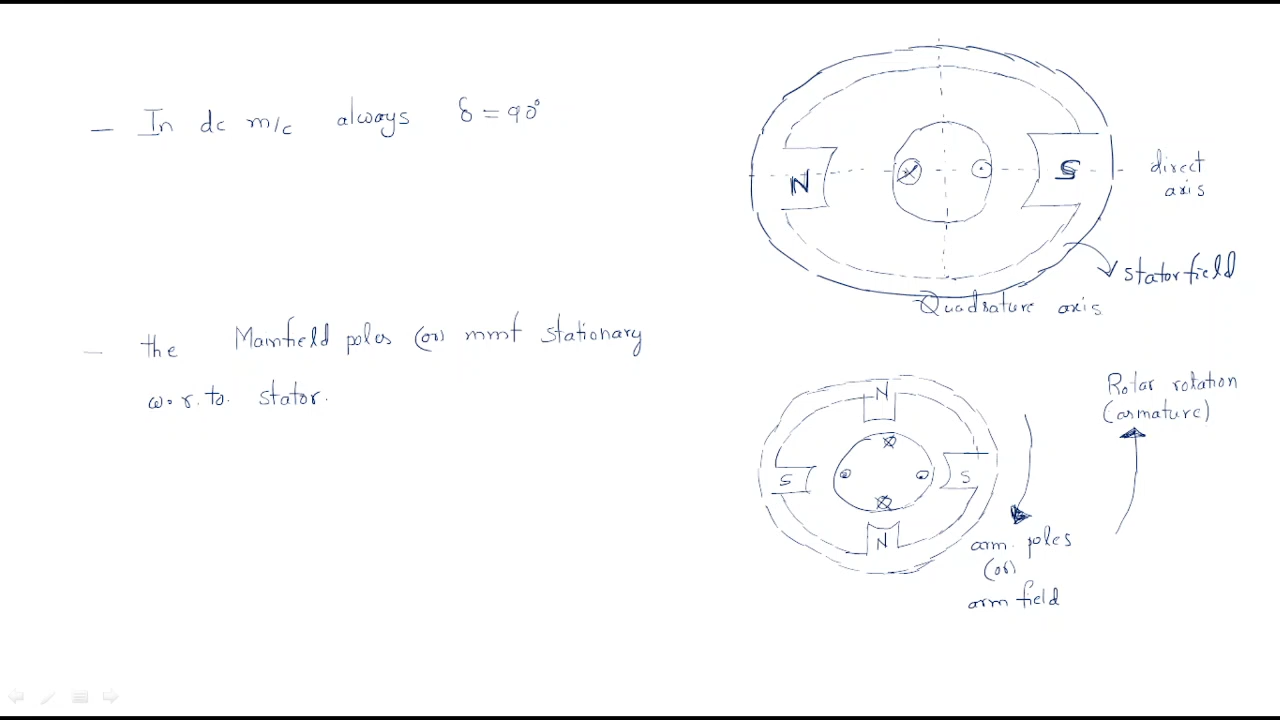 — In dc m/c always δ = 90°
— the Mainfield poles (or) mmf stationary
w.r.to. stator.
N
S
direct
axis
stator field
Quadrature axis
N
S
S
N
Rotar rotation
(armature)
arm. poles
(or)
arm field